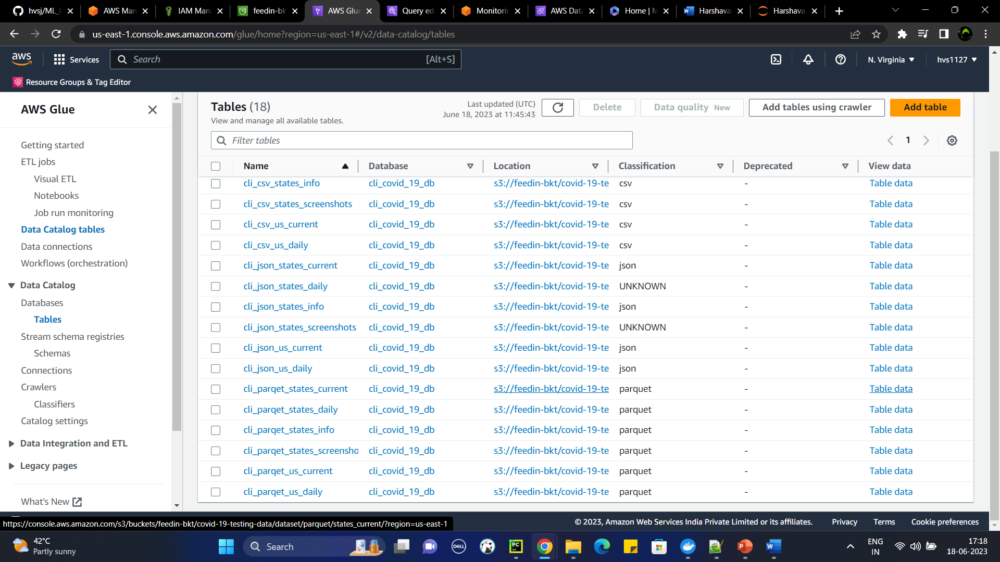 hvsj/ML_
AWS Man
IAM Man
feedin-bk
AWS Glue
Query ed
Monitorin
AWS Data
Home | M
Harshava
Harshava
us-east-1.console.aws.amazon.com/glue/home?region=us-east-1#/v2/data-catalog/tables
aws
Services
Search
[Alt+S]
N. Virginia
hvs1127
Resource Groups & Tag Editor
AWS Glue
Getting started
ETL jobs
Visual ETL
Notebooks
Job run monitoring
Data Catalog tables
Data connections
Workflows (orchestration)
Data Catalog
Databases
Tables
Stream schema registries
Schemas
Connections
Crawlers
Classifiers
Catalog settings
Data Integration and ETL
Legacy pages
What's New
Tables (18)
View and manage all available tables.
Last updated (UTC)
June 18, 2023 at 11:45:43
Delete
Data quality New
Add tables using crawler
Add table
Filter tables
1
Name Database Location Classification Deprecated View data
cli_csv_states_info cli_covid_19_db s3://feedin-bkt/covid-19-te csv - Table data
cli_csv_states_screenshots cli_covid_19_db s3://feedin-bkt/covid-19-te csv - Table data
cli_csv_us_current cli_covid_19_db s3://feedin-bkt/covid-19-te csv - Table data
cli_csv_us_daily cli_covid_19_db s3://feedin-bkt/covid-19-te csv - Table data
cli_json_states_current cli_covid_19_db s3://feedin-bkt/covid-19-te json - Table data
cli_json_states_daily cli_covid_19_db s3://feedin-bkt/covid-19-te UNKNOWN - Table data
cli_json_states_info cli_covid_19_db s3://feedin-bkt/covid-19-te json - Table data
cli_json_states_screenshots cli_covid_19_db s3://feedin-bkt/covid-19-te UNKNOWN - Table data
cli_json_us_current cli_covid_19_db s3://feedin-bkt/covid-19-te json - Table data
cli_json_us_daily cli_covid_19_db s3://feedin-bkt/covid-19-te json - Table data
cli_parqet_states_current cli_covid_19_db s3://feedin-bkt/covid-19-te parquet - Table data
cli_parqet_states_daily cli_covid_19_db s3://feedin-bkt/covid-19-te parquet - Table data
cli_parqet_states_info cli_covid_19_db s3://feedin-bkt/covid-19-te parquet - Table data
cli_parqet_states_screensho cli_covid_19_db s3://feedin-bkt/covid-19-te parquet - Table data
cli_parqet_us_current cli_covid_19_db s3://feedin-bkt/covid-19-te parquet - Table data
cli_parqet_us_daily cli_covid_19_db s3://feedin-bkt/covid-19-te parquet - Table data
https://console.aws.amazon.com/s3/buckets/feedin-bkt/covid-19-testing-data/dataset/parquet/states_current/?region=us-east-1
© 2023, Amazon Web Services India Private Limited or its affiliates.
Privacy
Terms
Cookie preferences
42°C
Partly sunny
Search
DELL
PC
ENG
IN
17:18
18-06-2023